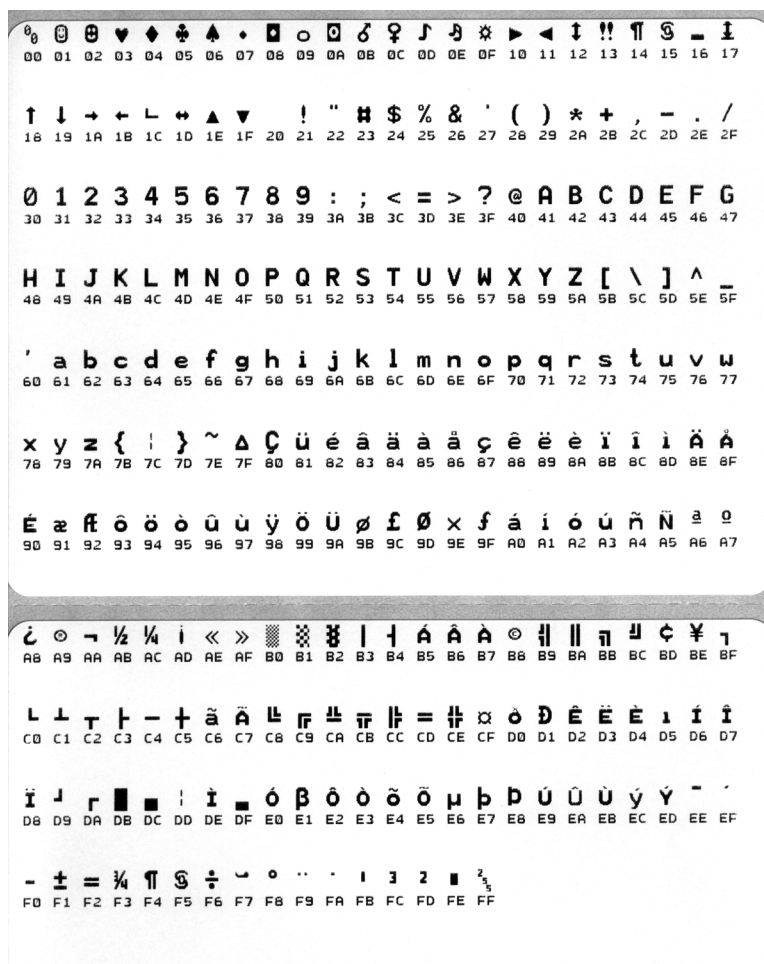 ⁰₀ ☺ ☻ ♥ ♦ ♣ ♠ • ◘ ○ ◙ ♂ ♀ ♪ ♫ ☼ ► ◄ ↕ ‼ ¶ § ▬ ↨
00 01 02 03 04 05 06 07 08 09 0A 0B 0C 0D 0E 0F 10 11 12 13 14 15 16 17
↑ ↓ → ← ∟ ↔ ▲ ▼ ! " # $ % & ' ( ) * + , - . /
18 19 1A 1B 1C 1D 1E 1F 20 21 22 23 24 25 26 27 28 29 2A 2B 2C 2D 2E 2F
0 1 2 3 4 5 6 7 8 9 : ; < = > ? @ A B C D E F G
30 31 32 33 34 35 36 37 38 39 3A 3B 3C 3D 3E 3F 40 41 42 43 44 45 46 47
H I J K L M N O P Q R S T U V W X Y Z [ \ ] ^ _
48 49 4A 4B 4C 4D 4E 4F 50 51 52 53 54 55 56 57 58 59 5A 5B 5C 5D 5E 5F
' a b c d e f g h i j k l m n o p q r s t u v w
60 61 62 63 64 65 66 67 68 69 6A 6B 6C 6D 6E 6F 70 71 72 73 74 75 76 77
x y z { ¦ } ~ ∆ Ç ü é â ä à å ç ê ë è ï î ì Ä Å
78 79 7A 7B 7C 7D 7E 7F 80 81 82 83 84 85 86 87 88 89 8A 8B 8C 8D 8E 8F
É æ Æ ô ö ò û ù ÿ Ö Ü ø £ Ø × ƒ á í ó ú ñ Ñ ª º
90 91 92 93 94 95 96 97 98 99 9A 9B 9C 9D 9E 9F A0 A1 A2 A3 A4 A5 A6 A7
¿ ® ¬ ½ ¼ ¡ « » ░ ▒ ▓ │ ┤ Á Â À © ╣ ║ ╗ ╝ ¢ ¥ ┐
A8 A9 AA AB AC AD AE AF B0 B1 B2 B3 B4 B5 B6 B7 B8 B9 BA BB BC BD BE BF
└ ┴ ┬ ├ ─ ┼ ã Ã ╚ ╔ ╩ ╦ ╠ ═ ╬ ¤ ð Ð Ê Ë È ı Í Î
C0 C1 C2 C3 C4 C5 C6 C7 C8 C9 CA CB CC CD CE CF D0 D1 D2 D3 D4 D5 D6 D7
Ï ┘ ┌ █ ▄ ¦ Ì ▄ Ó β Ô Ò õ Õ µ þ Þ Ú Û Ù ý Ý ¯ ´
D8 D9 DA DB DC DD DE DF E0 E1 E2 E3 E4 E5 E6 E7 E8 E9 EA EB EC ED EE EF
- ± = ¾ ¶ § ÷ ¸ ° ¨ · ¹ ³ ² ■ ²₅₅
F0 F1 F2 F3 F4 F5 F6 F7 F8 F9 FA FB FC FD FE FF